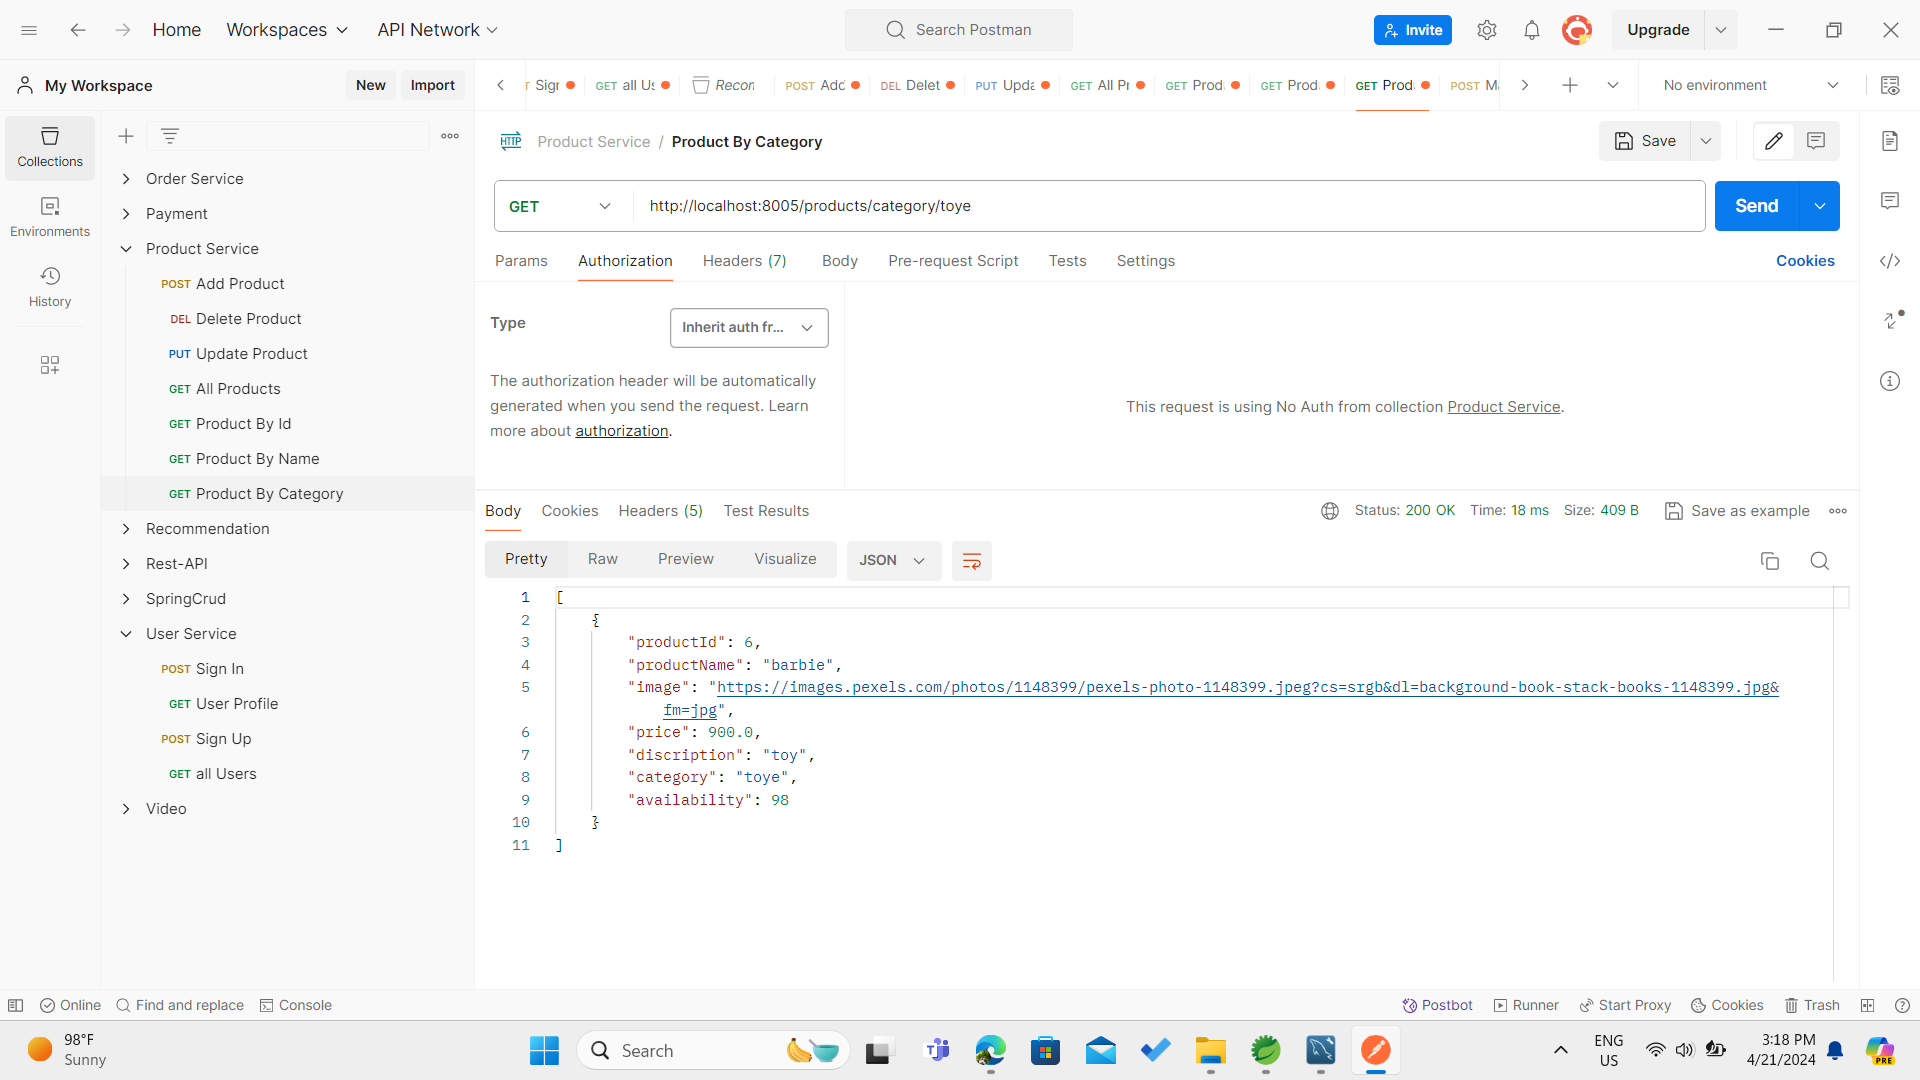 Home Workspaces API Network Search Postman Invite Upgrade
My Workspace New Import Sigr GET all Us Recon POST Add DEL Delet PUT Upda GET All Pr GET Prod GET Prod GET Prod POST No environment
Collections
Environments
History
Order Service
Payment
Product Service
POST Add Product
DEL Delete Product
PUT Update Product
GET All Products
GET Product By Id
GET Product By Name
GET Product By Category
Recommendation
Rest-API
SpringCrud
User Service
POST Sign In
GET User Profile
POST Sign Up
GET all Users
Video
HTTP Product Service / Product By Category Save
GET http://localhost:8005/products/category/toye Send
Params Authorization Headers (7) Body Pre-request Script Tests Settings Cookies
Type Inherit auth fr...
The authorization header will be automatically
generated when you send the request. Learn
more about authorization.
This request is using No Auth from collection Product Service.
Body Cookies Headers (5) Test Results Status: 200 OK Time: 18 ms Size: 409 B Save as example
Pretty Raw Preview Visualize JSON
1 [
2 {
3 "productId": 6,
4 "productName": "barbie",
5 "image": "https://images.pexels.com/photos/1148399/pexels-photo-1148399.jpeg?cs=srgb&dl=background-book-stack-books-1148399.jpg&
fm=jpg",
6 "price": 900.0,
7 "discription": "toy",
8 "category": "toye",
9 "availability": 98
10 }
11 ]
Online Find and replace Console Postbot Runner Start Proxy Cookies Trash
98°F
Sunny
Search
ENG
US
3:18 PM
4/21/2024
PRE